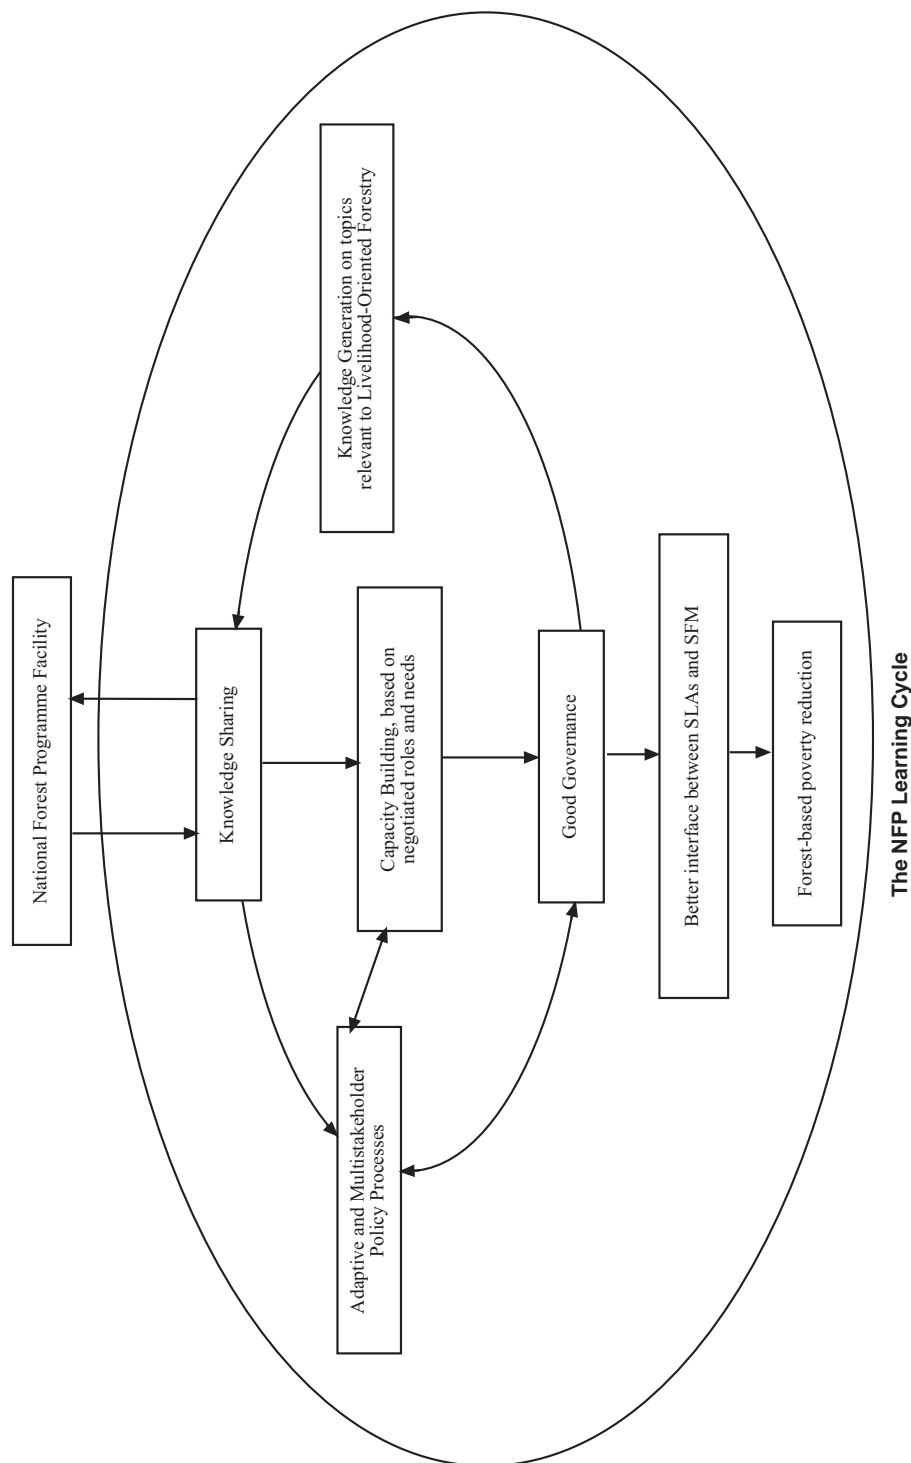 National Forest Programme Facility
Knowledge Sharing
Adaptive and Multistakeholder
Policy Processes
Capacity Building, based on
negotiated roles and needs
Knowledge Generation on topics
relevant to Livelihood-Oriented Forestry
Good Governance
Better interface between SLAs and SFM
Forest-based poverty reduction
The NFP Learning Cycle